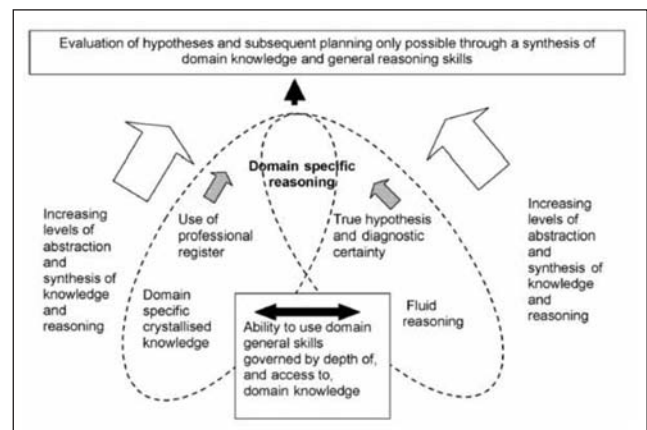 Evaluation of hypotheses and subsequent planning only possible through a synthesis of
domain knowledge and general reasoning skills
Domain specific
reasoning
Increasing
levels of
abstraction
and
synthesis of
knowledge
and
reasoning
Use of
professional
register
True hypothesis
and diagnostic
certainty
Increasing
levels of
abstraction
and
synthesis of
knowledge
and
reasoning
Domain
specific
crystallised
knowledge
Fluid
reasoning
Ability to use domain
general skills
governed by depth of,
and access to,
domain knowledge